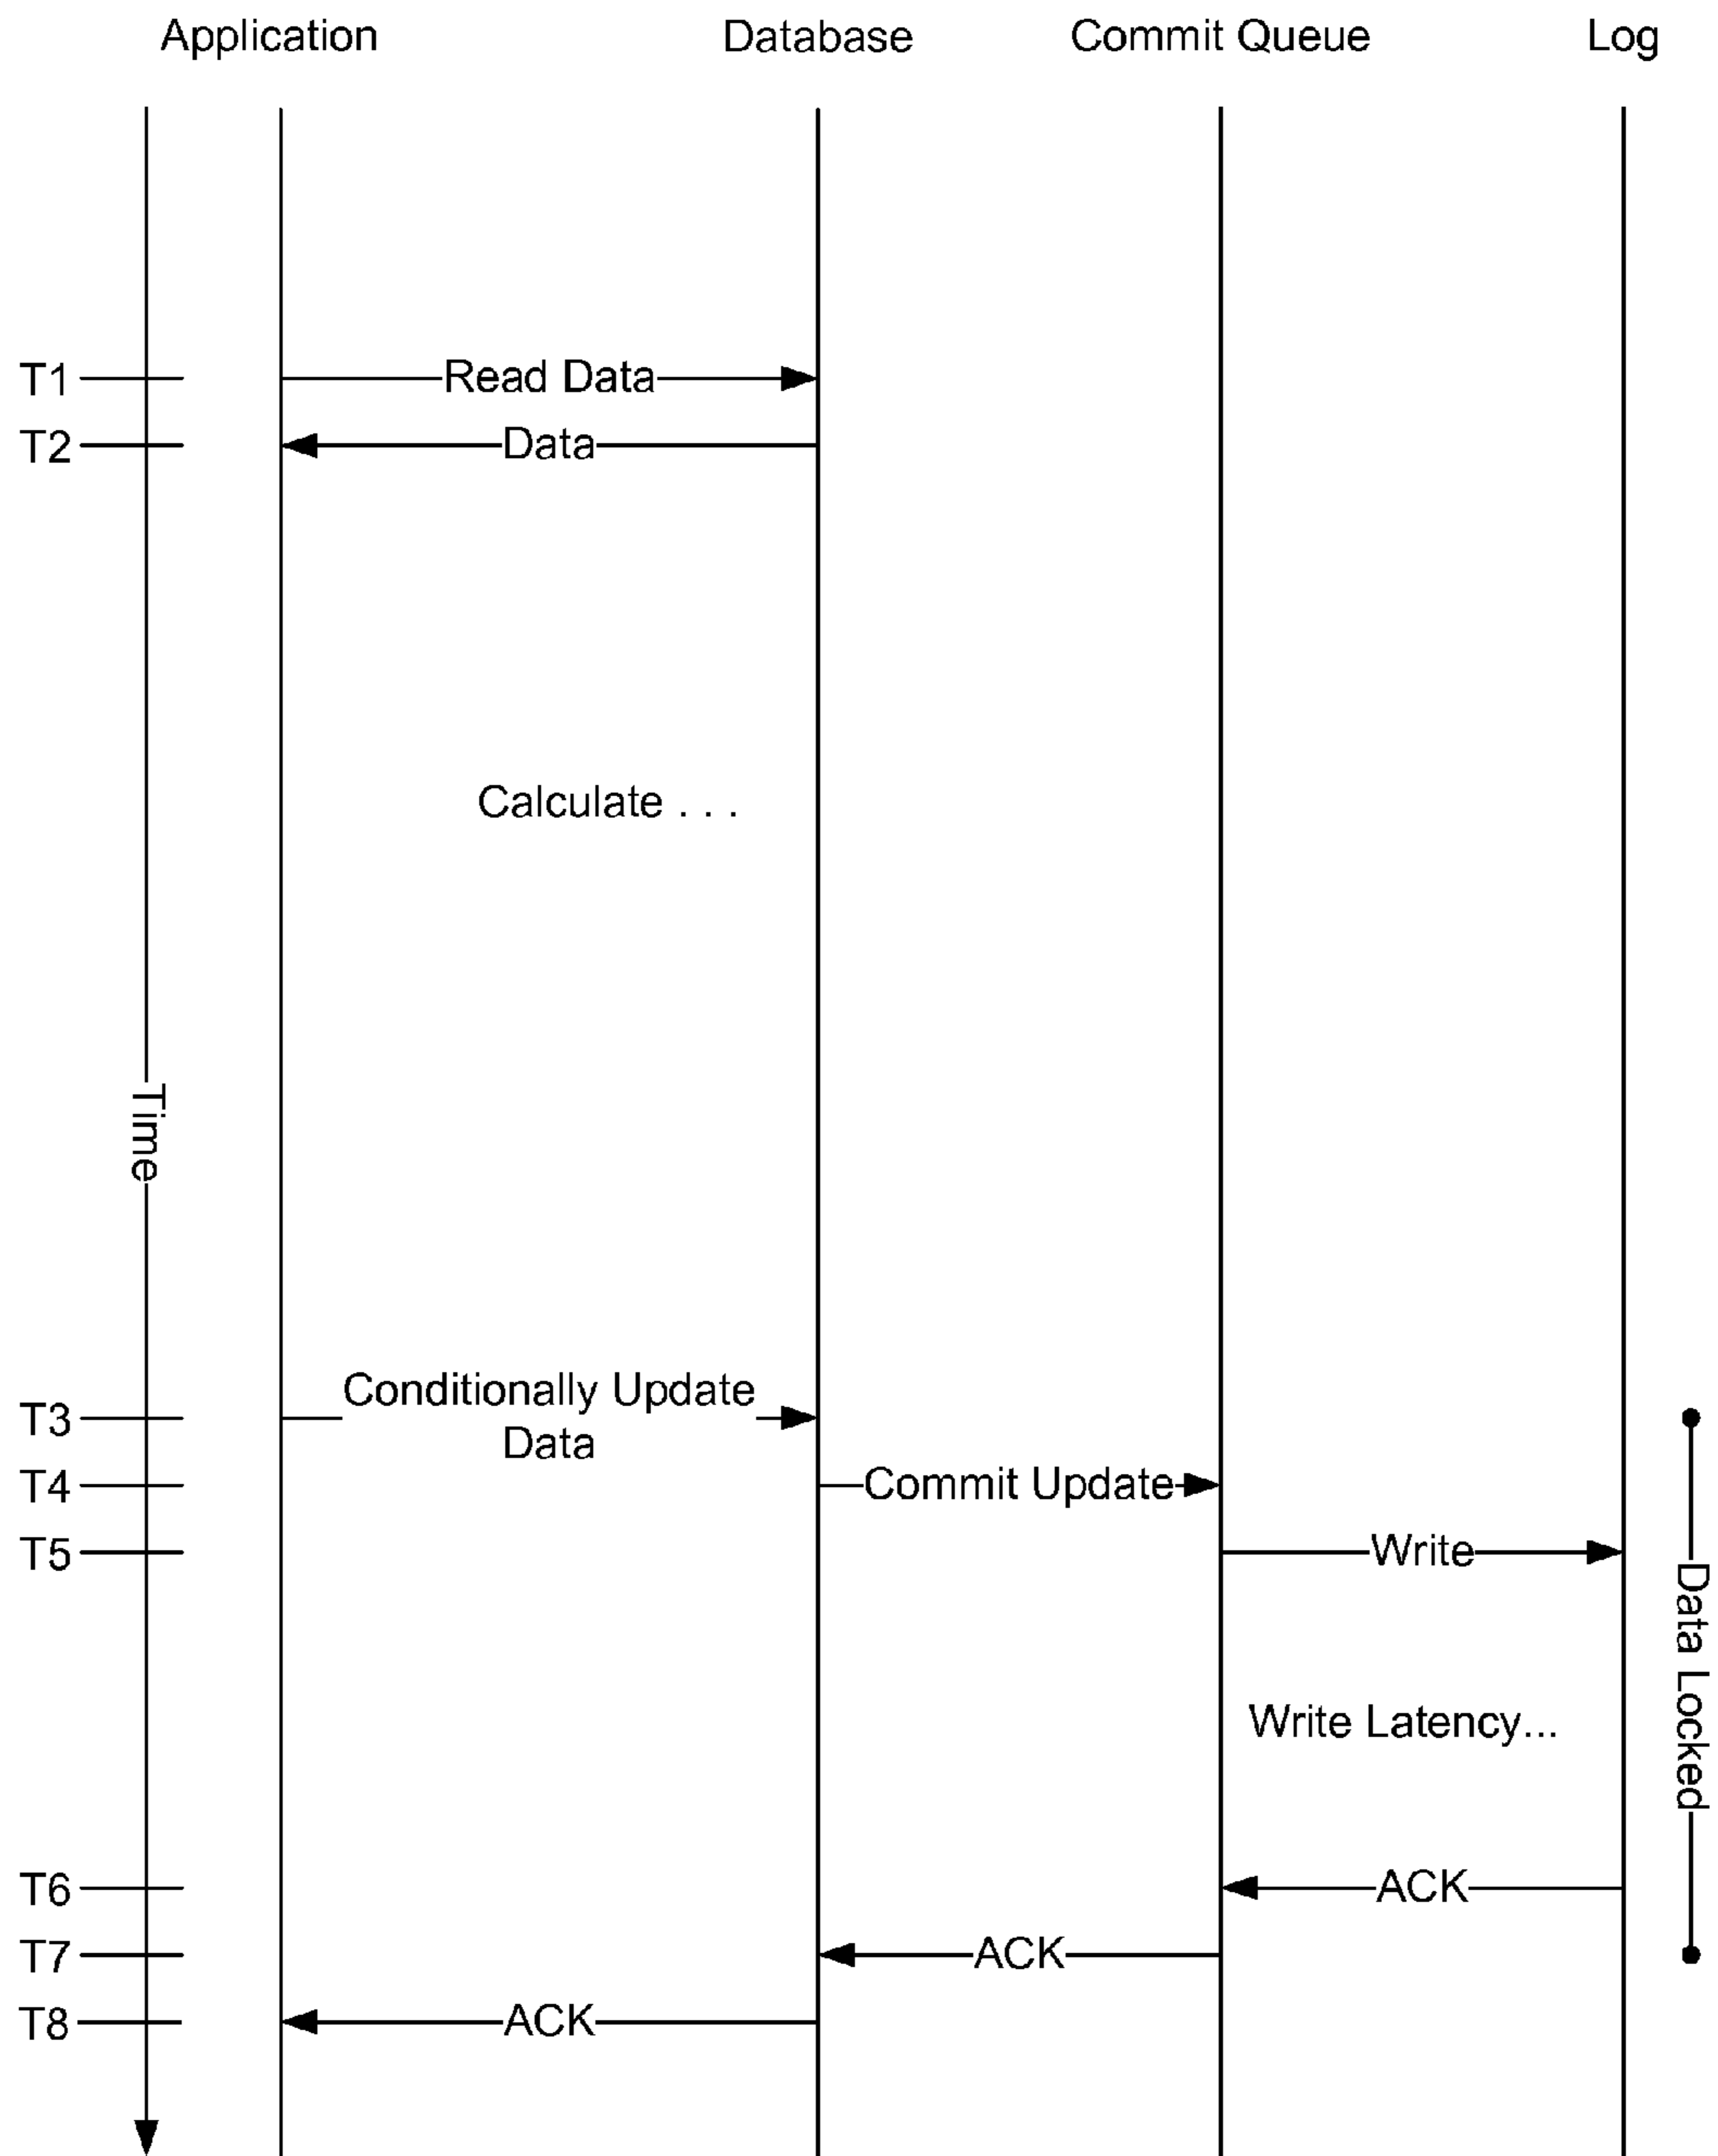 Application
Database
Commit Queue
Log
T1
Read Data
T2
Data
Calculate . . .
Time
T3
Conditionally Update
Data
T4
Commit Update
T5
Write
Data Locked
Write Latency...
T6
ACK
T7
ACK
T8
ACK